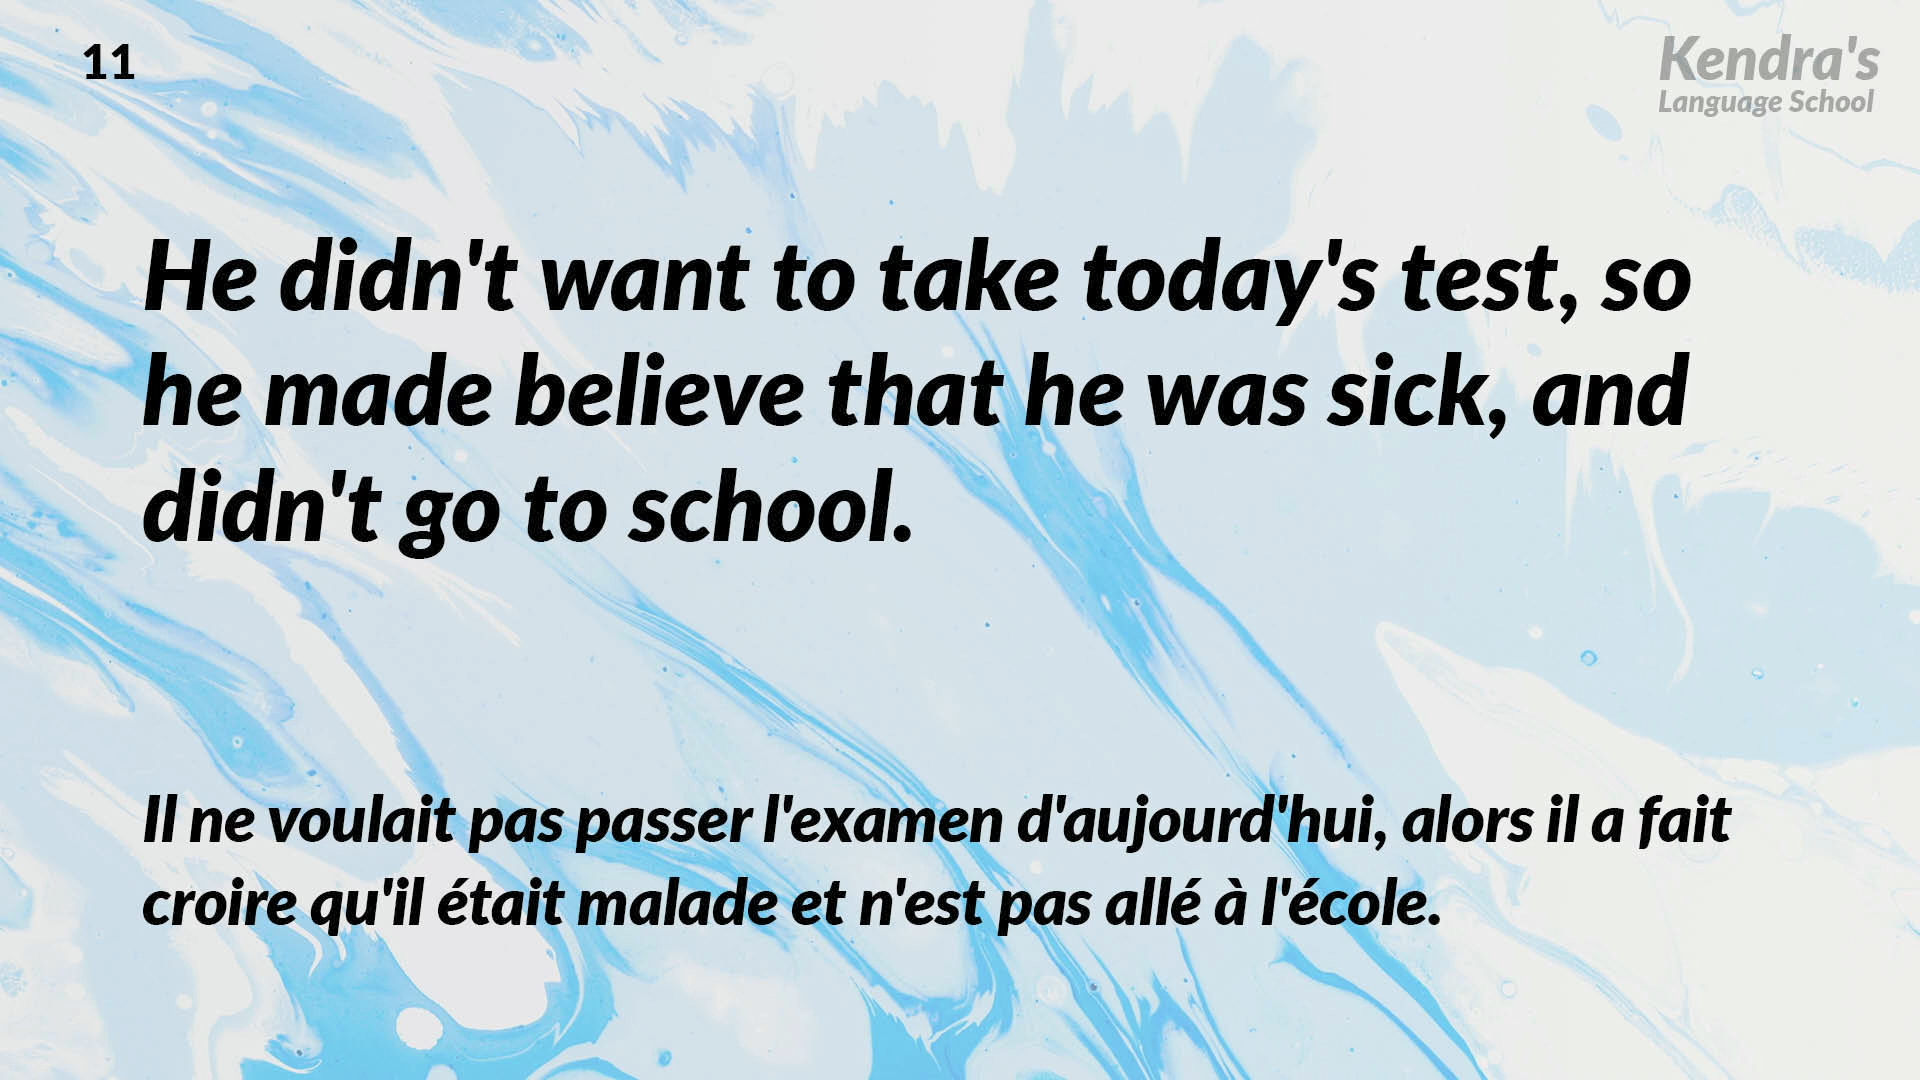 11
Kendra's
Language School
He didn't want to take today's test, so
he made believe that he was sick, and
didn't go to school.
Il ne voulait pas passer l'examen d'aujourd'hui, alors il a fait
croire qu'il était malade et n'est pas allé à l'école.